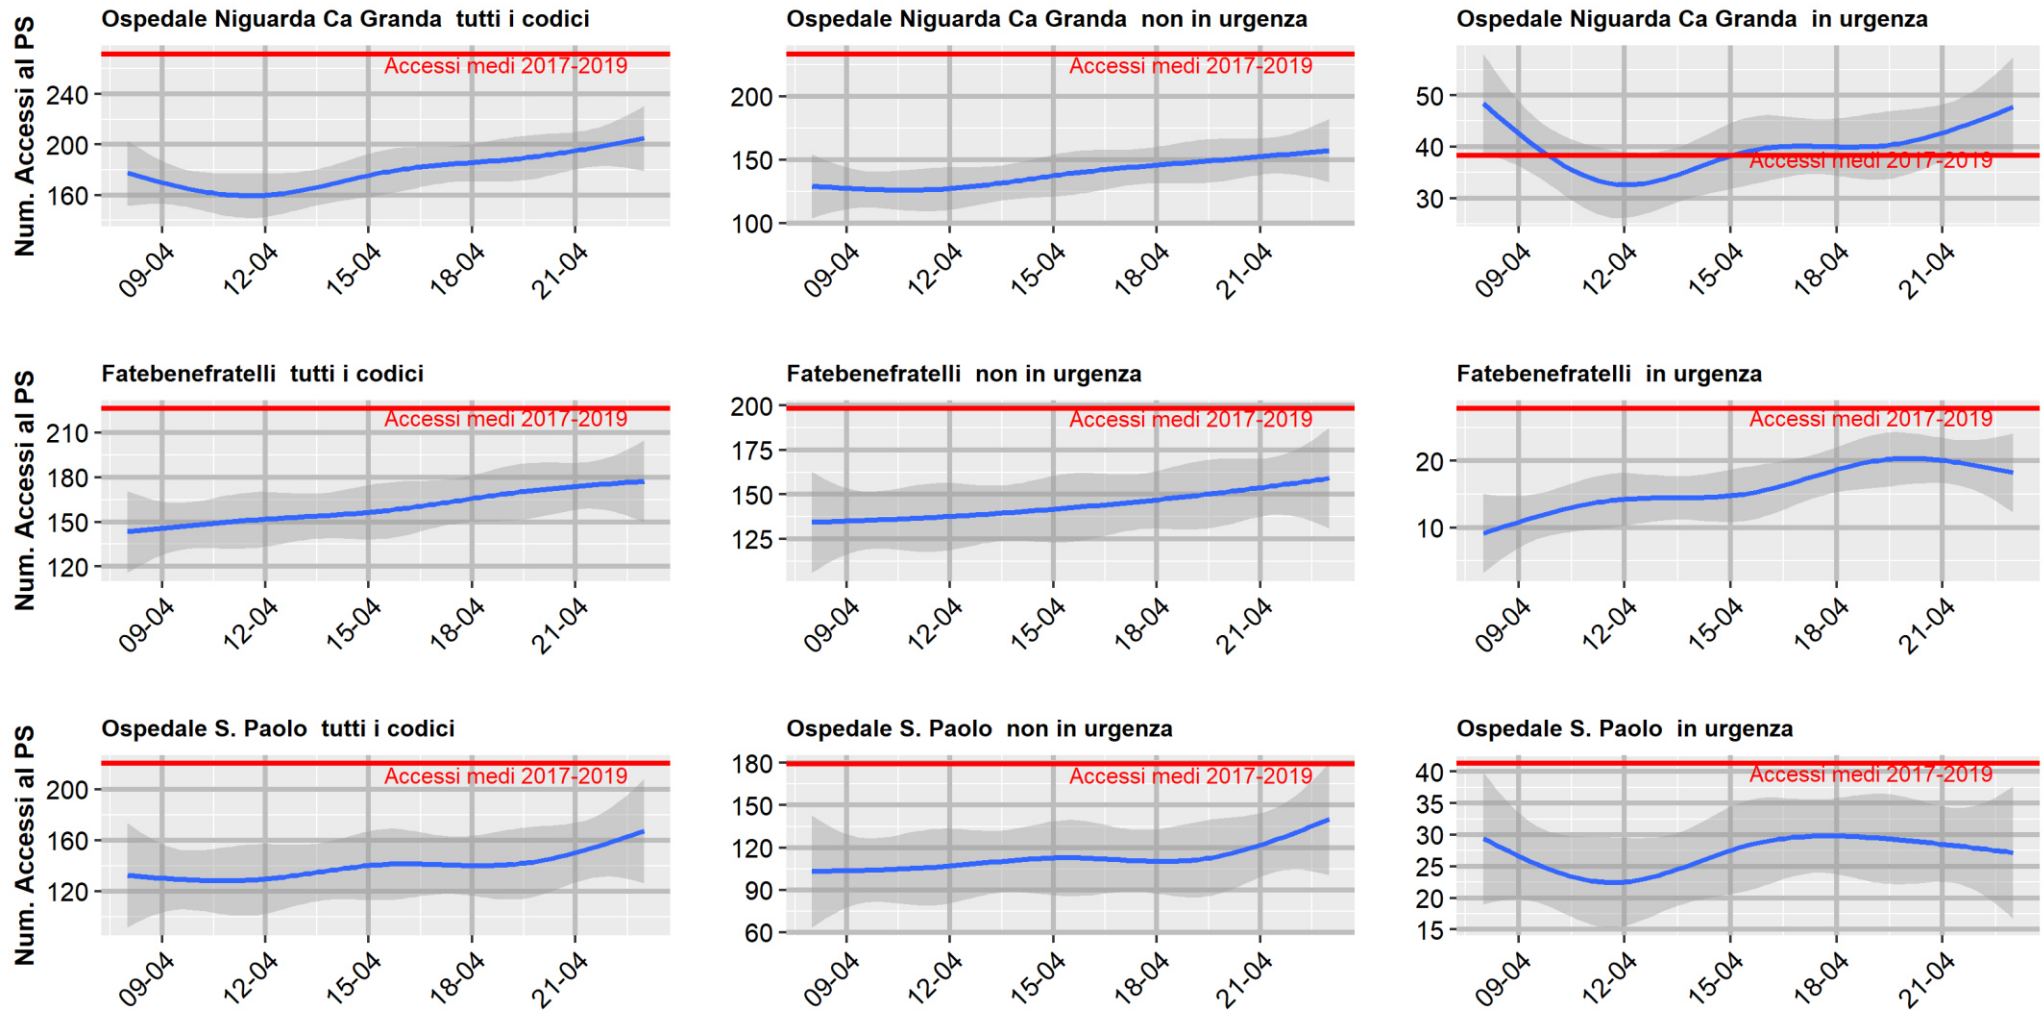 Ospedale Niguarda Ca Granda  tutti i codici
Num. Accessi al PS
Accessi medi 2017-2019
240
200
160
09-04 12-04 15-04 18-04 21-04
Ospedale Niguarda Ca Granda  non in urgenza
Accessi medi 2017-2019
200
150
100
09-04 12-04 15-04 18-04 21-04
Ospedale Niguarda Ca Granda  in urgenza
50
40
Accessi medi 2017-2019
30
09-04 12-04 15-04 18-04 21-04
Fatebenefratelli  tutti i codici
Num. Accessi al PS
Accessi medi 2017-2019
210
180
150
120
09-04 12-04 15-04 18-04 21-04
Fatebenefratelli  non in urgenza
200
Accessi medi 2017-2019
175
150
125
09-04 12-04 15-04 18-04 21-04
Fatebenefratelli  in urgenza
Accessi medi 2017-2019
20
10
09-04 12-04 15-04 18-04 21-04
Ospedale S. Paolo  tutti i codici
Num. Accessi al PS
Accessi medi 2017-2019
200
160
120
09-04 12-04 15-04 18-04 21-04
Ospedale S. Paolo  non in urgenza
180
Accessi medi 2017-2019
150
120
90
60
09-04 12-04 15-04 18-04 21-04
Ospedale S. Paolo  in urgenza
40
Accessi medi 2017-2019
35
30
25
20
15
09-04 12-04 15-04 18-04 21-04